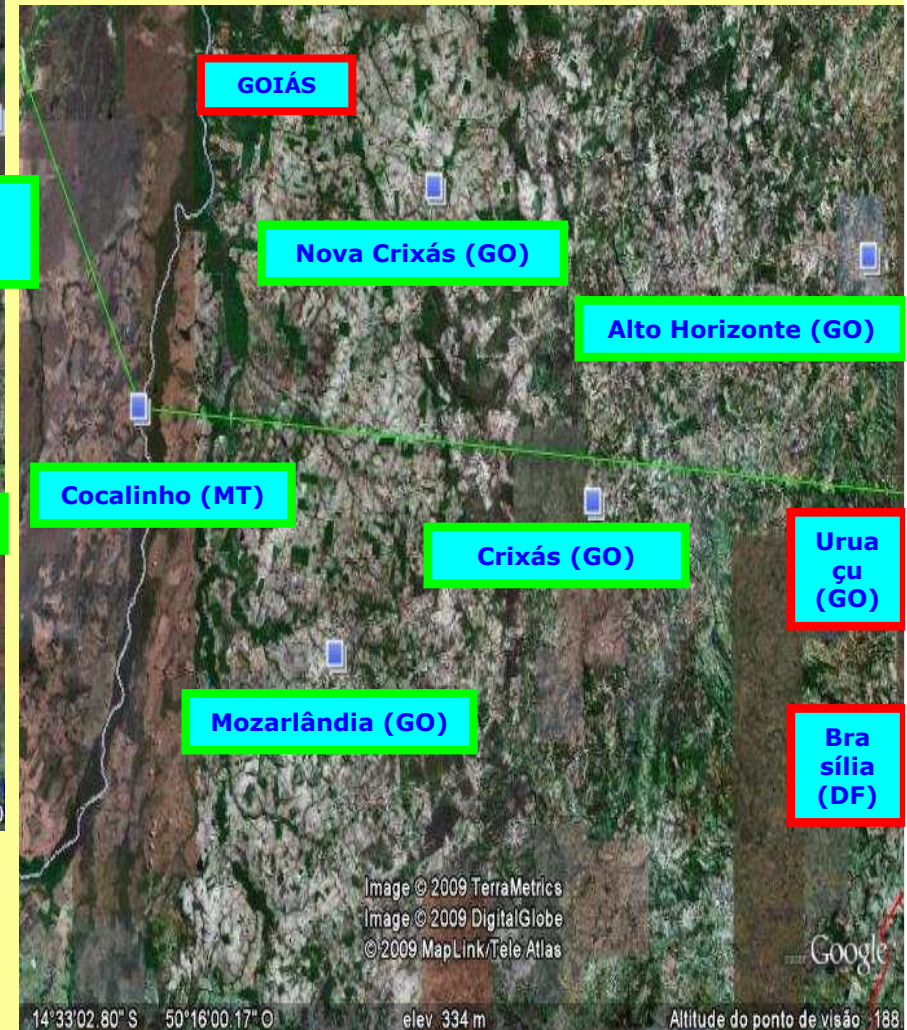 GOIÁS
Nova Crixás (GO)
Alto Horizonte (GO)
Cocalinho (MT)
Crixás (GO)
Urua
çu
(GO)
Mozarlândia (GO)
Bra
sília
(DF)
Image © 2009 TerraMetrics
Image © 2009 DigitalGlobe
© 2009 MapLink/Tele Atlas
Google
14°33'02.80" S 50°16'00.17" O elev 334 m Altitude do ponto de visão 188